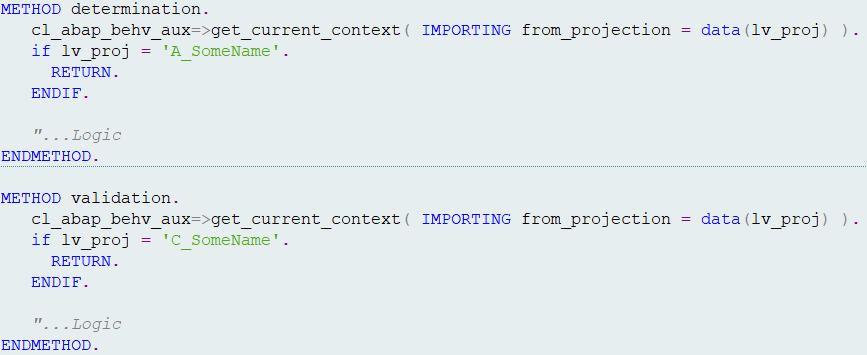 METHOD determination.
cl_abap_behv_aux=>get_current_context( IMPORTING from_projection = data(lv_proj) ).
if lv_proj = 'A_SomeName'.
RETURN.
ENDIF.
"...Logic
ENDMETHOD.
METHOD validation.
cl_abap_behv_aux=>get_current_context( IMPORTING from_projection = data(lv_proj) ).
if lv_proj = 'C_SomeName'.
RETURN.
ENDIF.
"...Logic
ENDMETHOD.